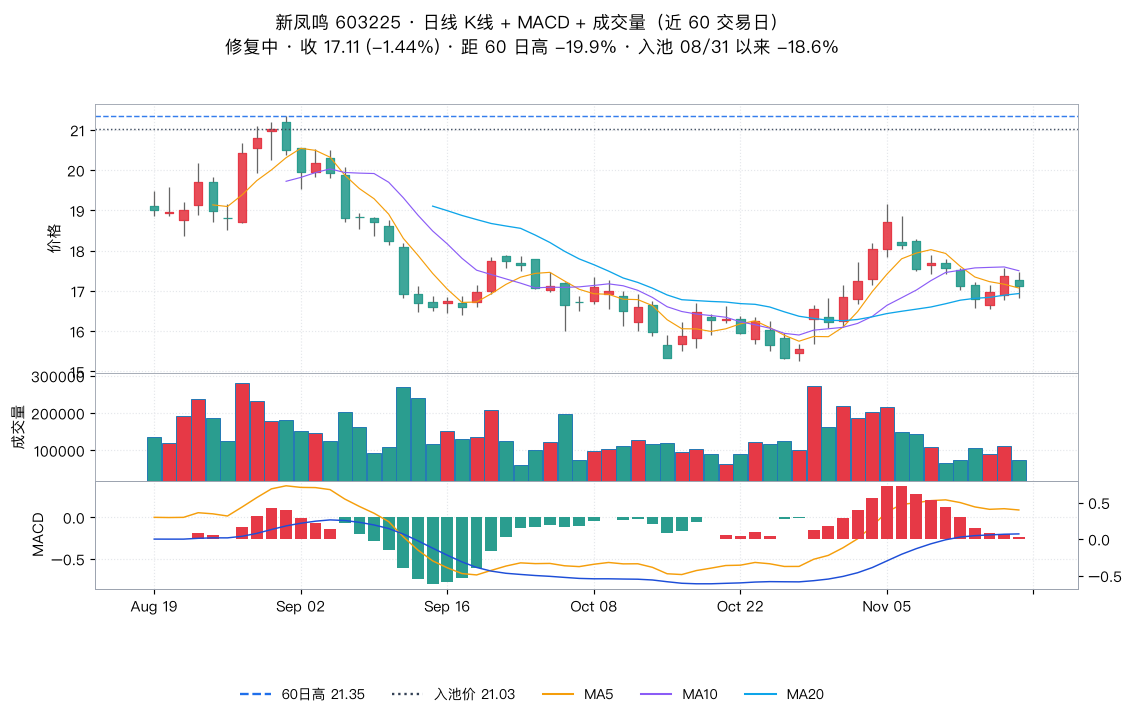 新凤鸣 603225 · 日线 K线 + MACD + 成交量（近 60 交易日）
修复中 · 收 17.11 (−1.44%) · 距 60 日高 −19.9% · 入池 08/31 以来 −18.6%
价格
21
20
19
18
17
16
15
成交量
300000
200000
100000
MACD
0.0
−0.5
0.5
0.0
−0.5
Aug 19
Sep 02
Sep 16
Oct 08
Oct 22
Nov 05
60日高 21.35
入池价 21.03
MA5
MA10
MA20